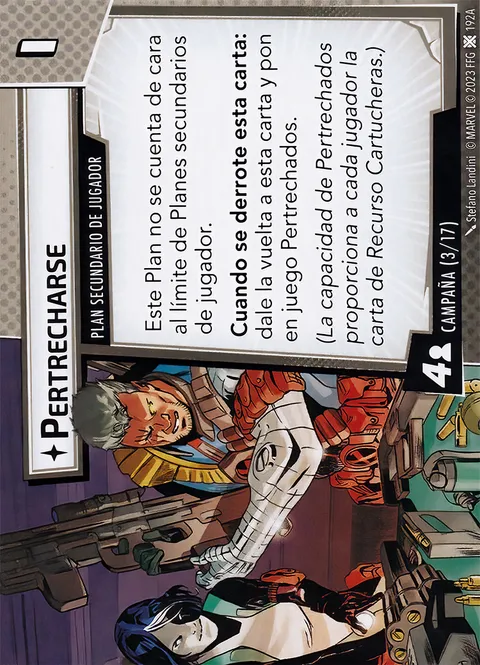 PERTRECHARSE
PLAN SECUNDARIO DE JUGADOR
Este Plan no se cuenta de cara
al límite de Planes secundarios
de jugador.
Cuando se derrote esta carta:
dale la vuelta a esta carta y pon
en juego Pertrechados.
(La capacidad de Pertrechados
proporciona a cada jugador la
carta de Recurso Cartucheras.)
4
CAMPAÑA (3/17)
Stefano Landini © MARVEL © 2023 FFG 192A